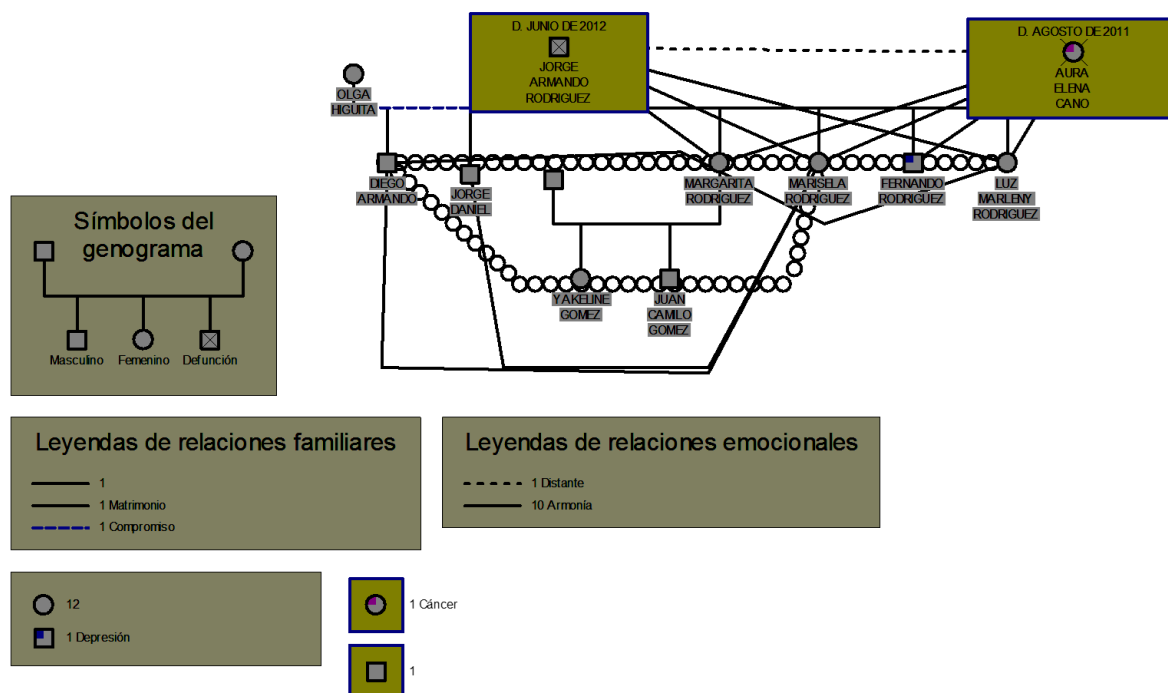 D. JUNIO DE 2012
JORGE
ARMANDO
RODRIGUEZ
D. AGOSTO DE 2011
AURA
ELENA
CANO
OLGA
HIGUITA
DIEGO
ARMANDO
JORGE
DANIEL
MARGARITA
RODRIGUEZ
MARISELA
RODRIGUEZ
FERNANDO
RODRIGUEZ
LUZ
MARLENY
RODRIGUEZ
YAKELINE
GOMEZ
JUAN
CAMILO
GOMEZ
Símbolos del
genograma
Masculino
Femenino
Defunción
Leyendas de relaciones familiares
1
1 Matrimonio
1 Compromiso
Leyendas de relaciones emocionales
1 Distante
10 Armonía
12
1 Depresión
1 Cáncer
1